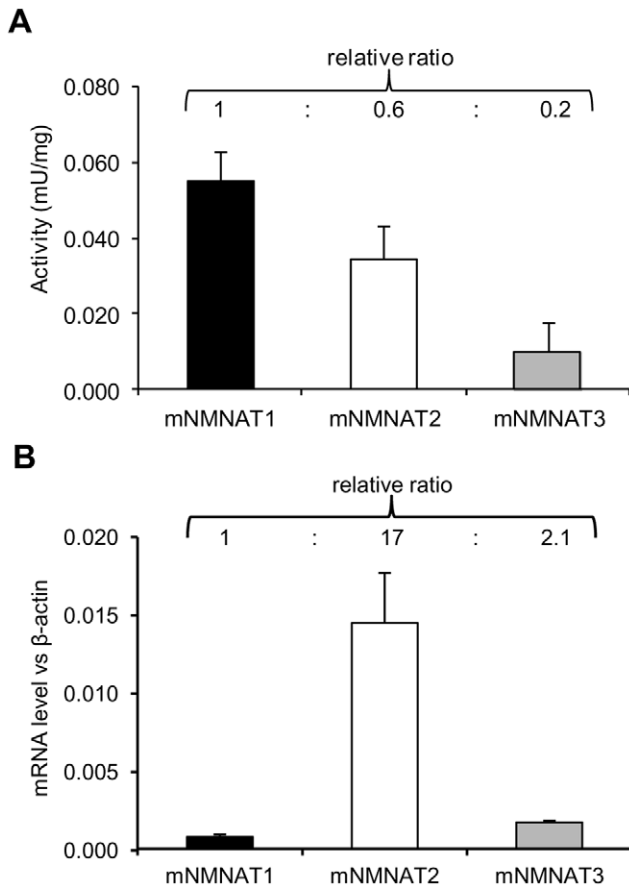 A
relative ratio
1 : 0.6 : 0.2
Activity (mU/mg)
0.080
0.060
0.040
0.020
0.000
mNMNAT1 mNMNAT2 mNMNAT3
B
relative ratio
1 : 17 : 2.1
mRNA level vs β-actin
0.020
0.015
0.010
0.005
0.000
mNMNAT1 mNMNAT2 mNMNAT3